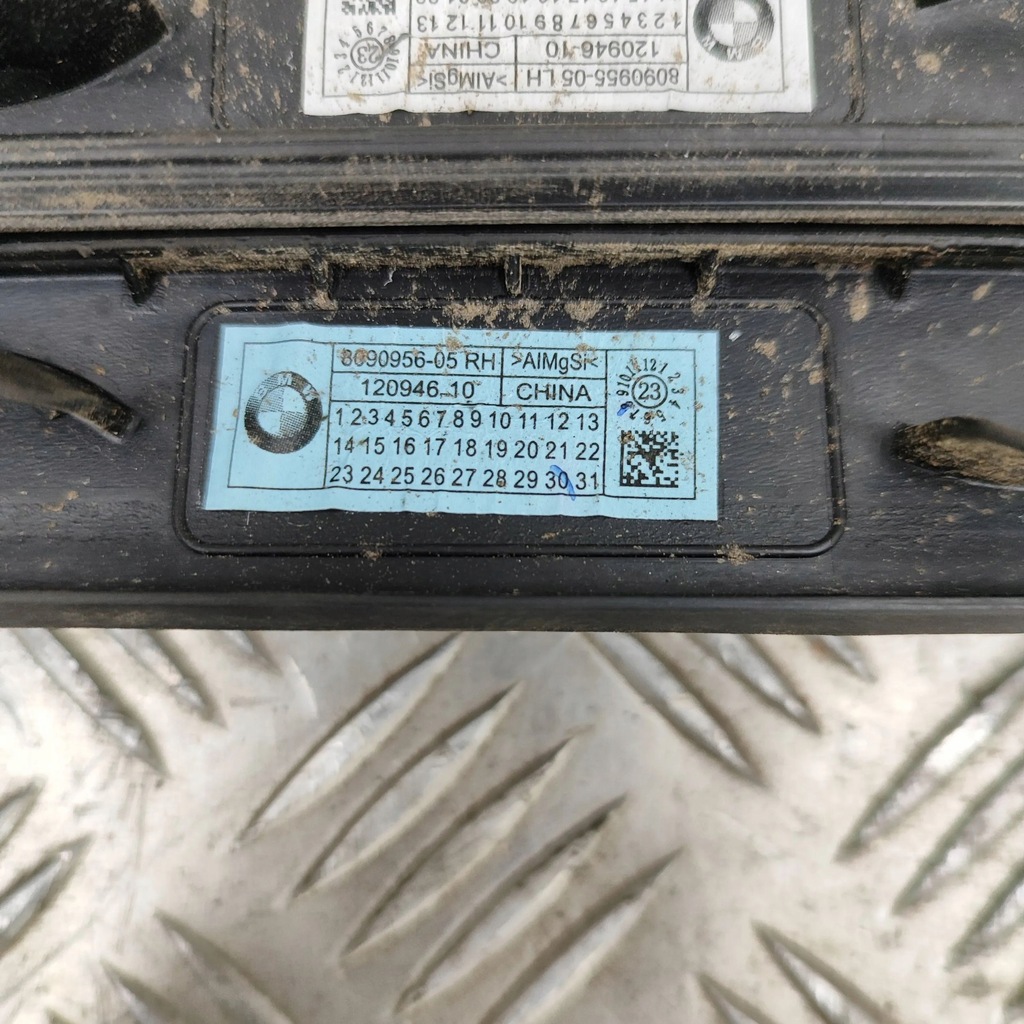 8090955-05 LH >AlMgSi<
120946-10 CHINA
1 2 3 4 5 6 7 8 9 10 11 12 13
23
BMW
8090956-05 RH >AlMgSi<
120946-10 CHINA
1 2 3 4 5 6 7 8 9 10 11 12 13
14 15 16 17 18 19 20 21 22
23 24 25 26 27 28 29 30 31
23
BMW